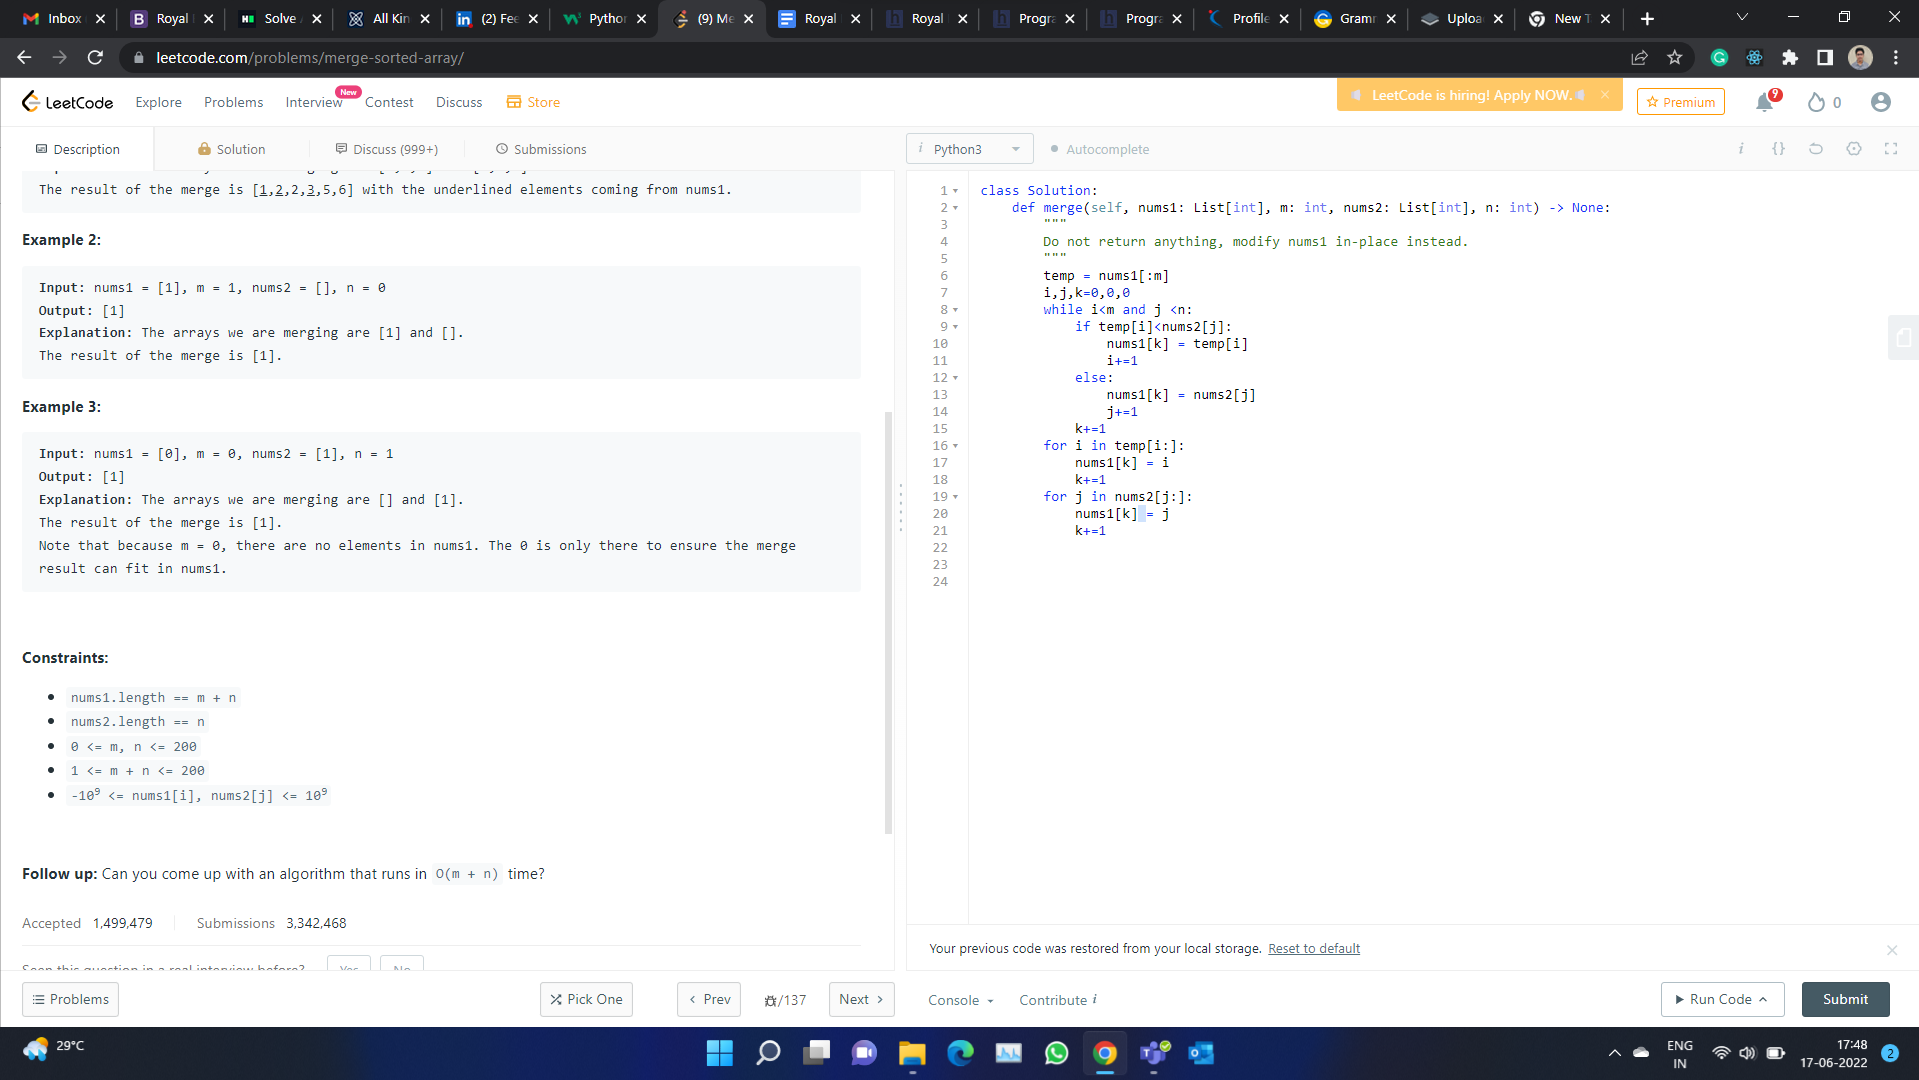 Inbox
Royal
Solve
All Kin
(2) Fee
Python
(9) Me
Royal
Royal
Progra
Progra
Profile
Gramm
Uploa
New T
leetcode.com/problems/merge-sorted-array/
LeetCode
Explore
Problems
Interview
New
Contest
Discuss
Store
LeetCode is hiring! Apply NOW.
Premium
9
0
Description
Solution
Discuss (999+)
Submissions
Python3
Autocomplete
The result of the merge is [1,2,2,3,5,6] with the underlined elements coming from nums1.
Example 2:
Input: nums1 = [1], m = 1, nums2 = [], n = 0
Output: [1]
Explanation: The arrays we are merging are [1] and [].
The result of the merge is [1].
Example 3:
Input: nums1 = [0], m = 0, nums2 = [1], n = 1
Output: [1]
Explanation: The arrays we are merging are [] and [1].
The result of the merge is [1].
Note that because m = 0, there are no elements in nums1. The 0 is only there to ensure the merge
result can fit in nums1.
Constraints:
nums1.length == m + n
nums2.length == n
0 <= m, n <= 200
1 <= m + n <= 200
-10⁹ <= nums1[i], nums2[j] <= 10⁹
Follow up: Can you come up with an algorithm that runs in O(m + n) time?
Accepted 1,499,479 Submissions 3,342,468
Seen this question in a real interview before? Yes No
1 class Solution:
2 def merge(self, nums1: List[int], m: int, nums2: List[int], n: int) -> None:
3 """
4 Do not return anything, modify nums1 in-place instead.
5 """
6 temp = nums1[:m]
7 i,j,k=0,0,0
8 while i<m and j <n:
9 if temp[i]<nums2[j]:
10 nums1[k] = temp[i]
11 i+=1
12 else:
13 nums1[k] = nums2[j]
14 j+=1
15 k+=1
16 for i in temp[i:]:
17 nums1[k] = i
18 k+=1
19 for j in nums2[j:]:
20 nums1[k] = j
21 k+=1
22
23
24
Your previous code was restored from your local storage. Reset to default
Problems
Pick One
Prev
/137
Next
Console
Contribute i
Run Code
Submit
29°C
ENG
IN
17:48
17-06-2022
2